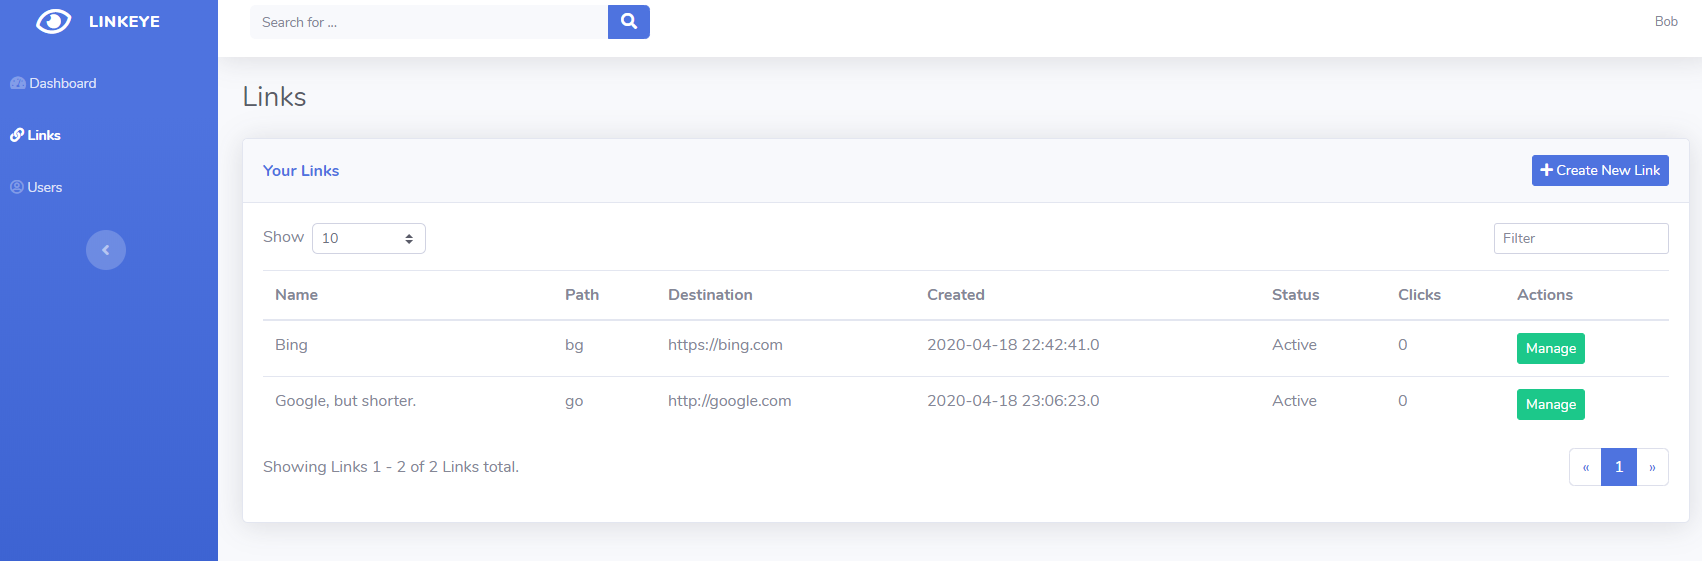 LINKEYE
Search for ...
Bob
Dashboard
Links
Users
Links
Your Links
Create New Link
Show 10
Filter
Name Path Destination Created Status Clicks Actions
Bing bg https://bing.com 2020-04-18 22:42:41.0 Active 0 Manage
Google, but shorter. go http://google.com 2020-04-18 23:06:23.0 Active 0 Manage
Showing Links 1 - 2 of 2 Links total.
« 1 »